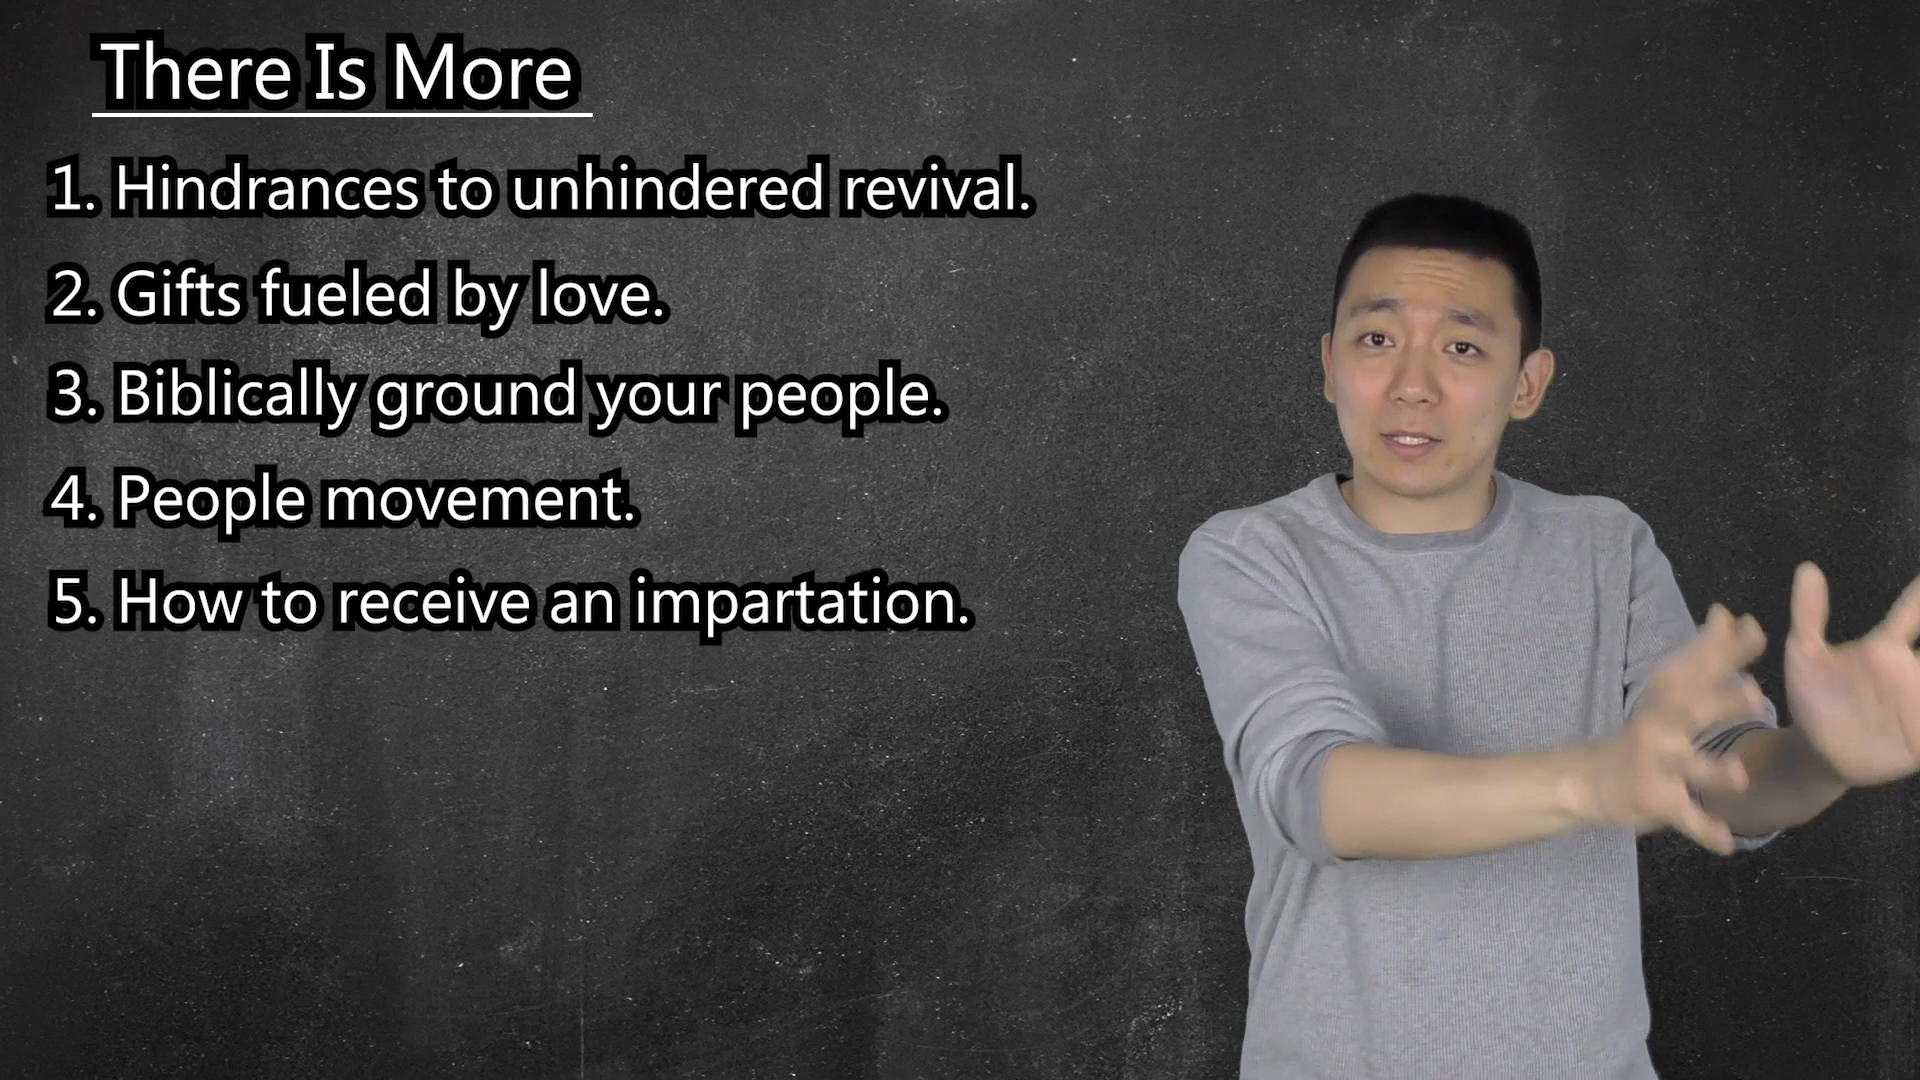 There Is More
1. Hindrances to unhindered revival.
2. Gifts fueled by love.
3. Biblically ground your people.
4. People movement.
5. How to receive an impartation.